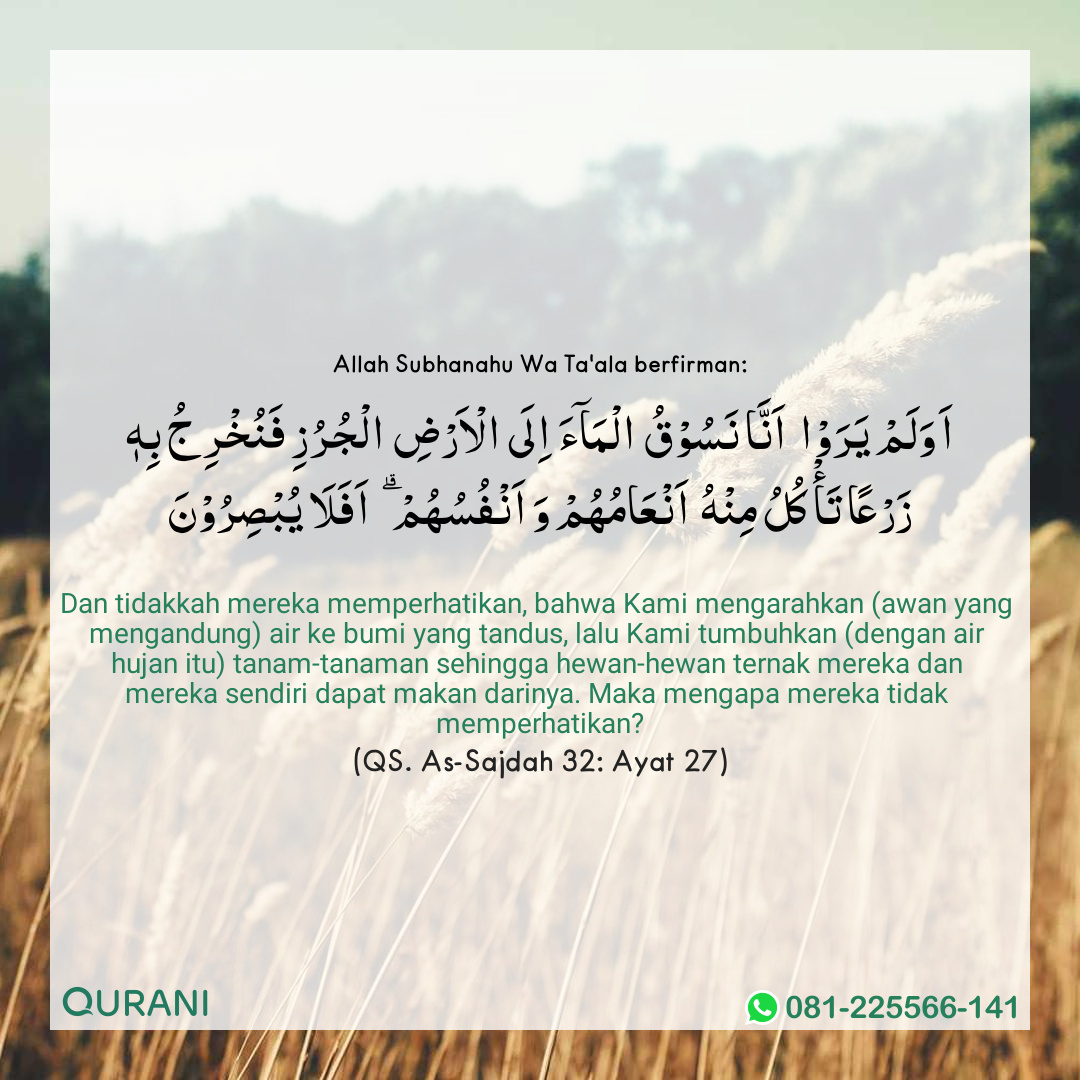 Allah Subhanahu Wa Ta'ala berfirman:
اَوَلَمْ يَرَوْا اَنَّا نَسُوْقُ الْمَاۤءَ اِلَى الْاَرْضِ الْجُرُزِ فَنُخْرِجُ بِهٖ
زَرْعًا تَأْكُلُ مِنْهُ اَنْعَامُهُمْ وَاَنْفُسُهُمْ ۗ اَفَلَا يُبْصِرُوْنَ
Dan tidakkah mereka memperhatikan, bahwa Kami mengarahkan (awan yang
mengandung) air ke bumi yang tandus, lalu Kami tumbuhkan (dengan air
hujan itu) tanam-tanaman sehingga hewan-hewan ternak mereka dan
mereka sendiri dapat makan darinya. Maka mengapa mereka tidak
memperhatikan?
(QS. As-Sajdah 32: Ayat 27)
QURANI
081-225566-141